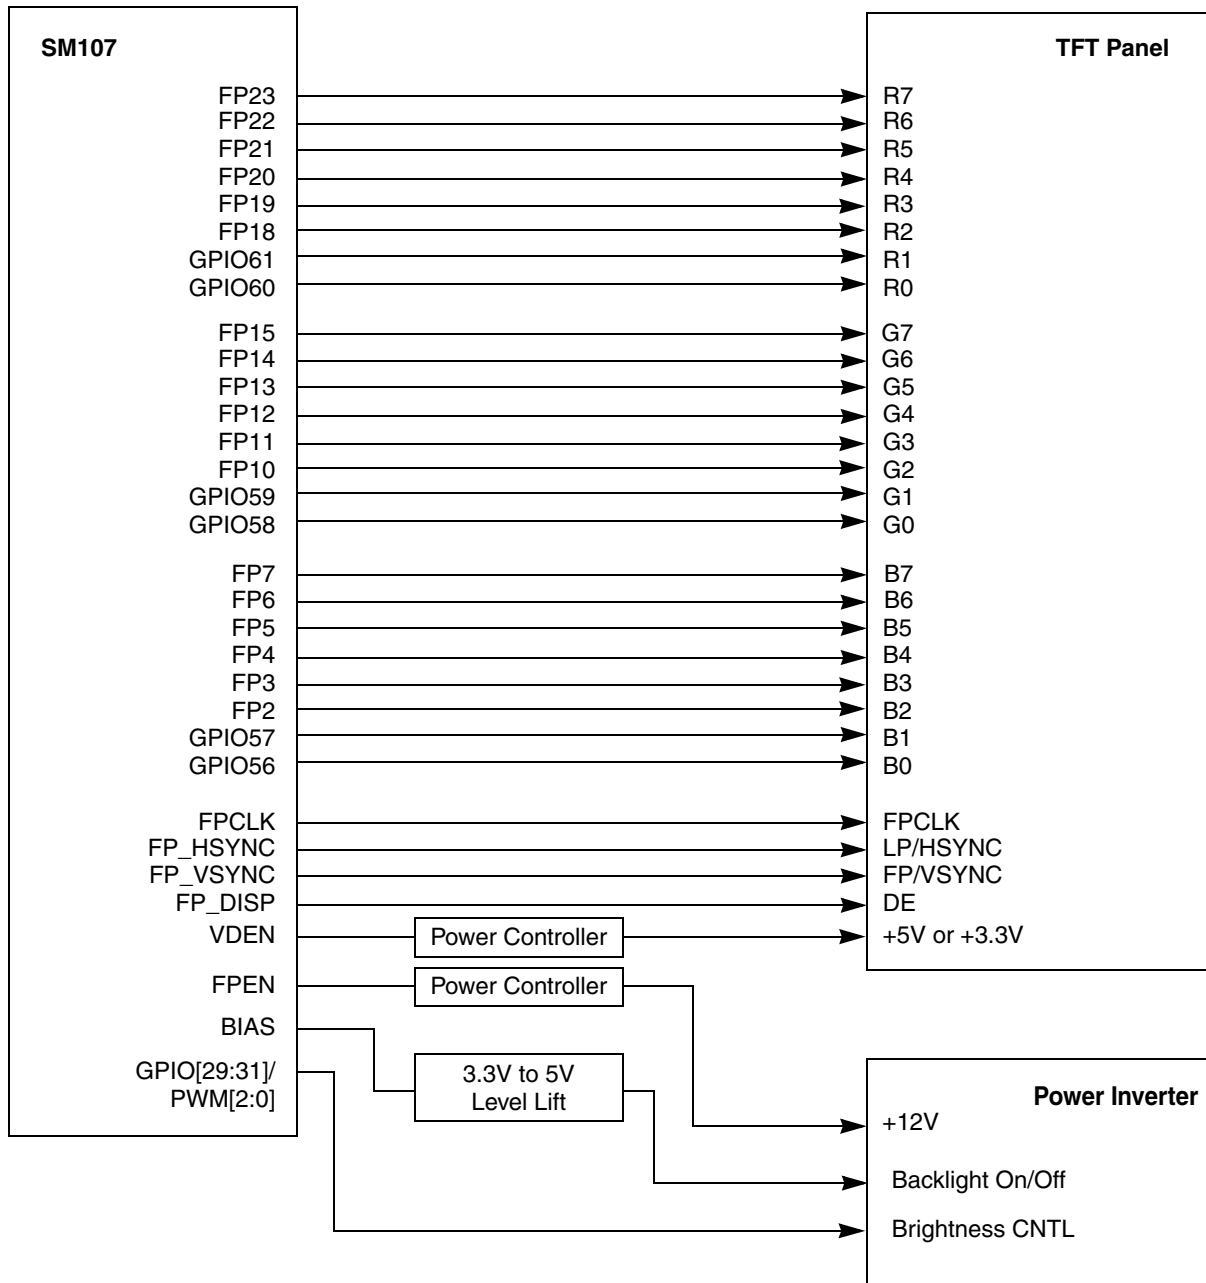 SM107
TFT Panel
FP23 R7
FP22 R6
FP21 R5
FP20 R4
FP19 R3
FP18 R2
GPIO61 R1
GPIO60 R0
FP15 G7
FP14 G6
FP13 G5
FP12 G4
FP11 G3
FP10 G2
GPIO59 G1
GPIO58 G0
FP7 B7
FP6 B6
FP5 B5
FP4 B4
FP3 B3
FP2 B2
GPIO57 B1
GPIO56 B0
FPCLK FPCLK
FP_HSYNC LP/HSYNC
FP_VSYNC FP/VSYNC
FP_DISP DE
VDEN Power Controller +5V or +3.3V
FPEN Power Controller
BIAS
GPIO[29:31]/
PWM[2:0]
3.3V to 5V
Level Lift
Power Inverter
+12V
Backlight On/Off
Brightness CNTL